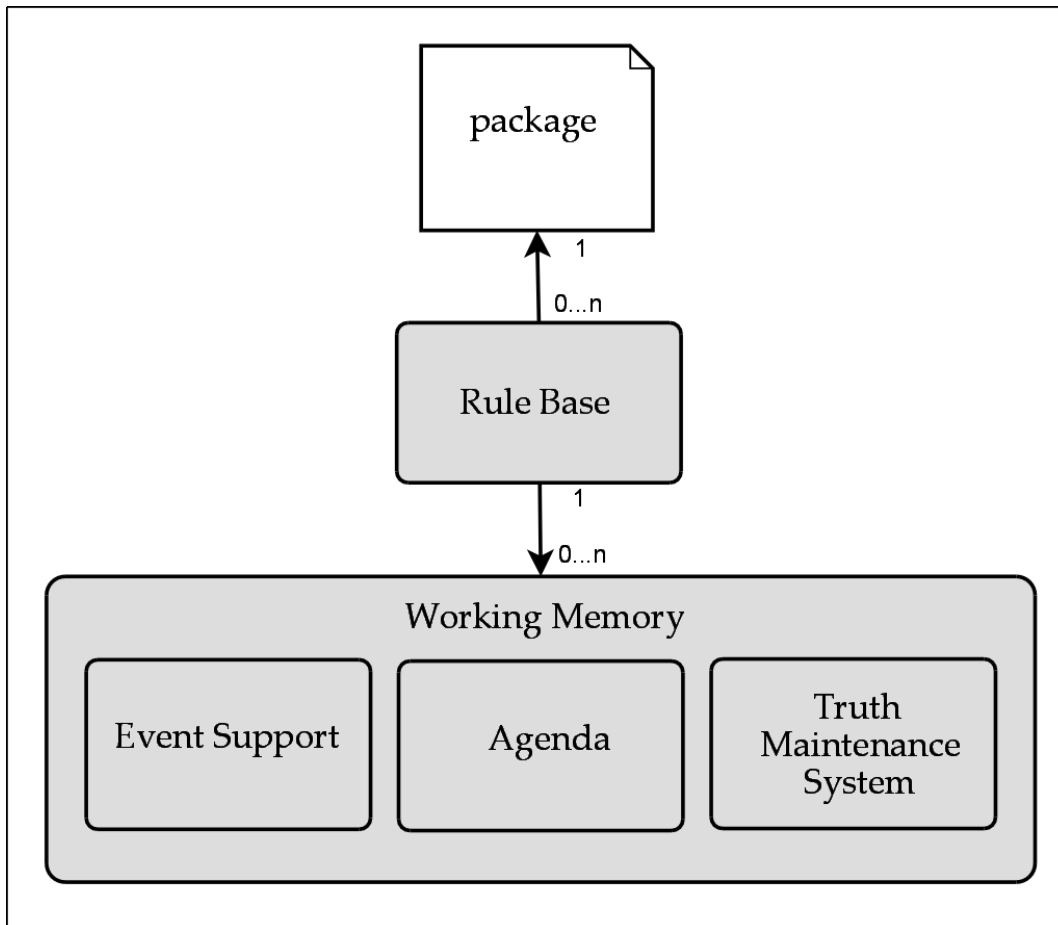 package
1
0...n
Rule Base
1
0...n
Working Memory
Event Support
Agenda
Truth
Maintenance
System